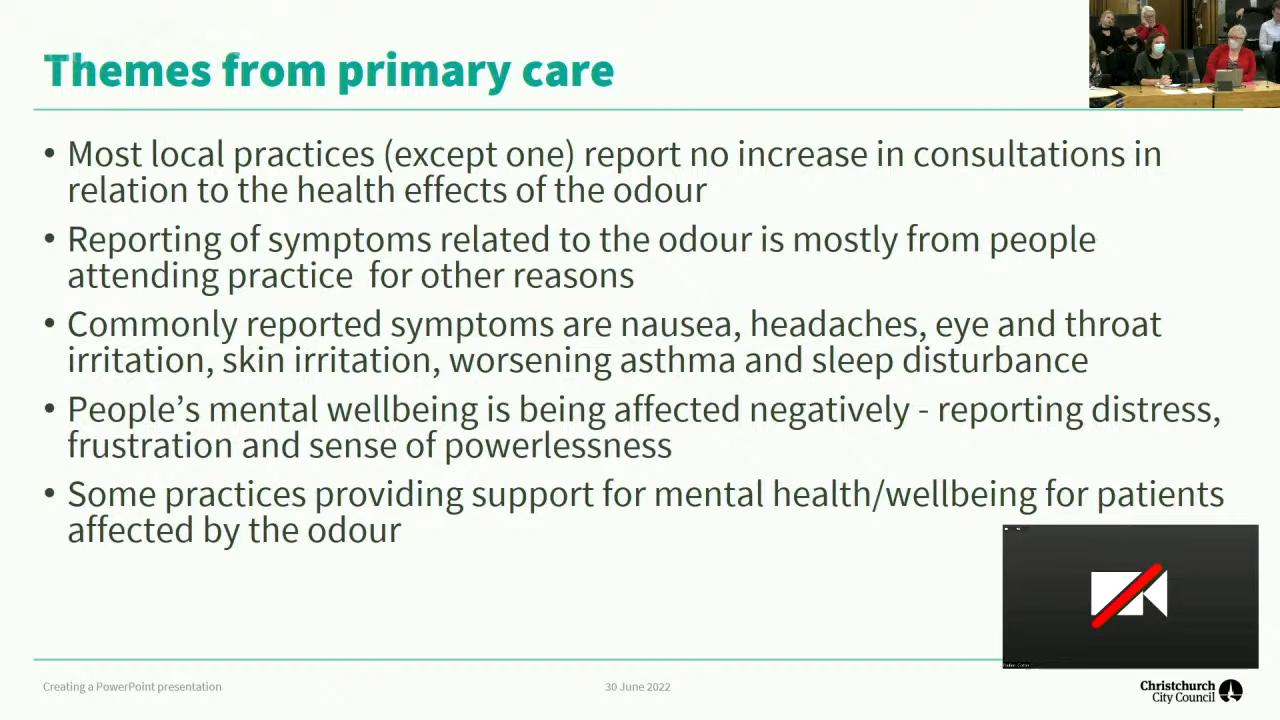 Themes from primary care
• Most local practices (except one) report no increase in consultations in
relation to the health effects of the odour
• Reporting of symptoms related to the odour is mostly from people
attending practice  for other reasons
• Commonly reported symptoms are nausea, headaches, eye and throat
irritation, skin irritation, worsening asthma and sleep disturbance
• People’s mental wellbeing is being affected negatively - reporting distress,
frustration and sense of powerlessness
• Some practices providing support for mental health/wellbeing for patients
affected by the odour
Creating a PowerPoint presentation
30 June 2022
Christchurch
City Council